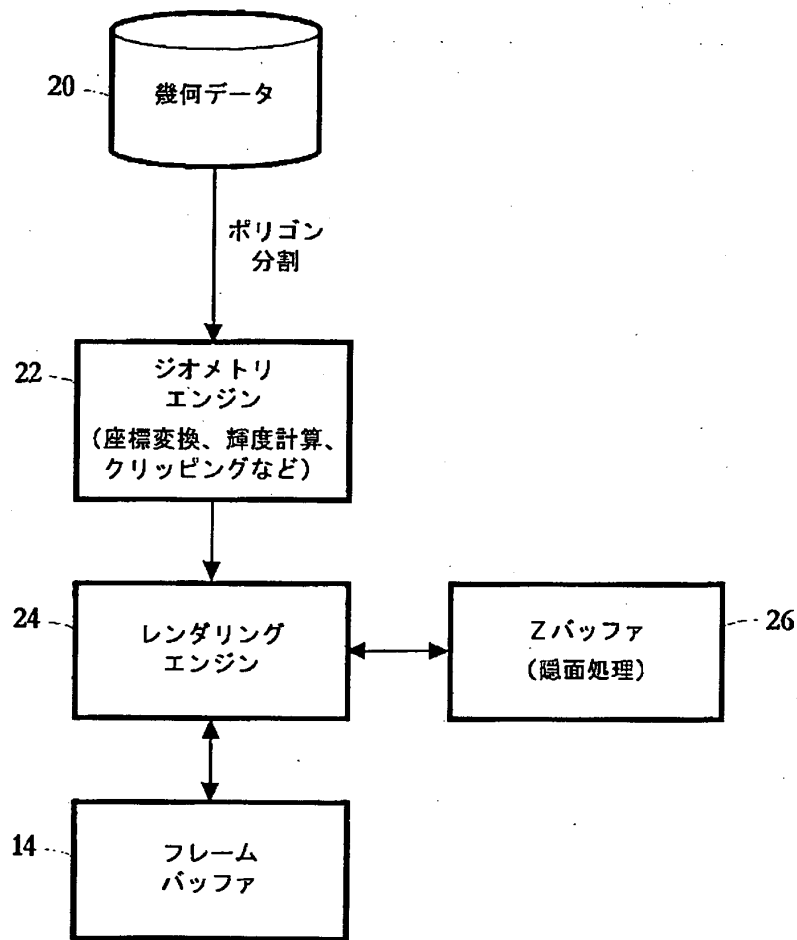 20
幾何データ
ポリゴン
分割
22
ジオメトリ
エンジン
(座標変換、輝度計算、
クリッピングなど)
24
レンダリング
エンジン
Zバッファ
(隠面処理)
26
14
フレーム
バッファ